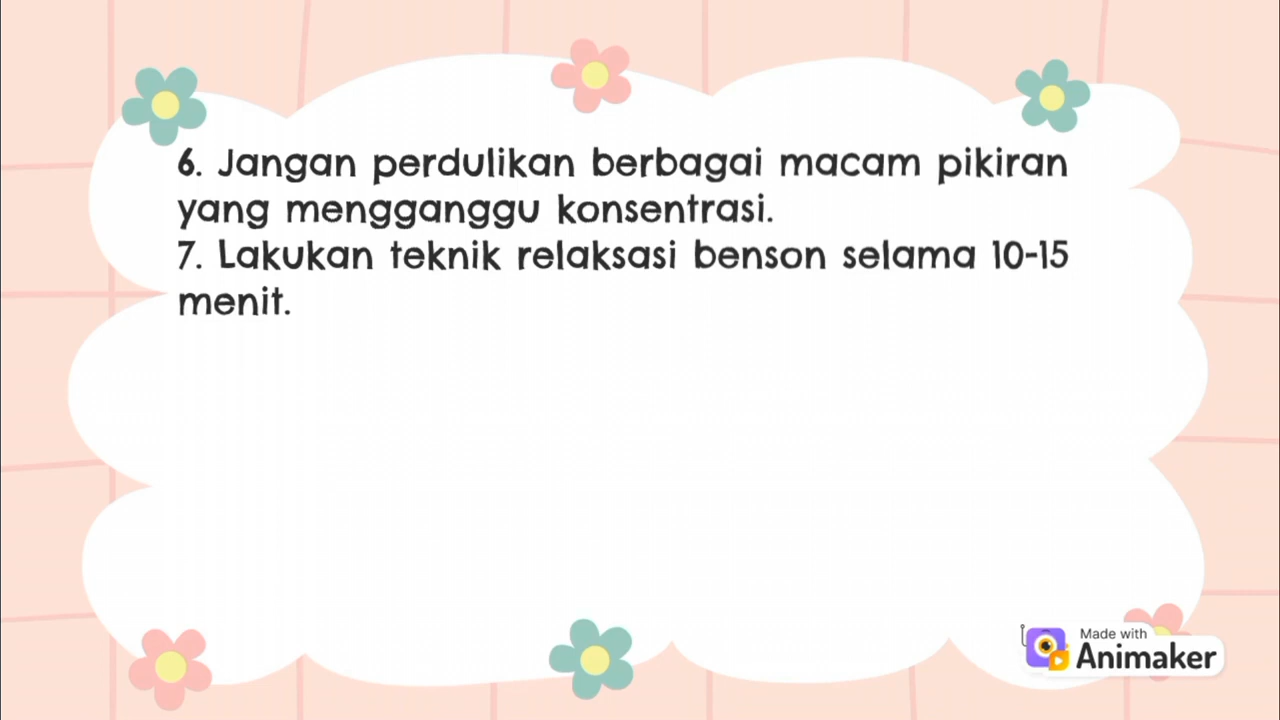 6. Jangan perdulikan berbagai macam pikiran
yang mengganggu konsentrasi.
7. Lakukan teknik relaksasi benson selama 10-15
menit.
Made with
Animaker